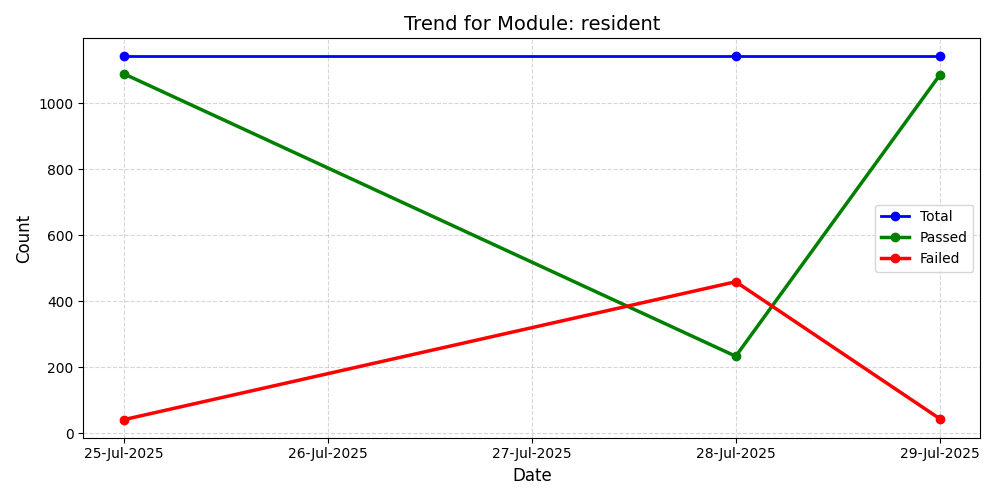 Trend for Module: resident
Count
1000
800
600
400
200
0
Total
Passed
Failed
25-Jul-2025
26-Jul-2025
27-Jul-2025
28-Jul-2025
29-Jul-2025
Date